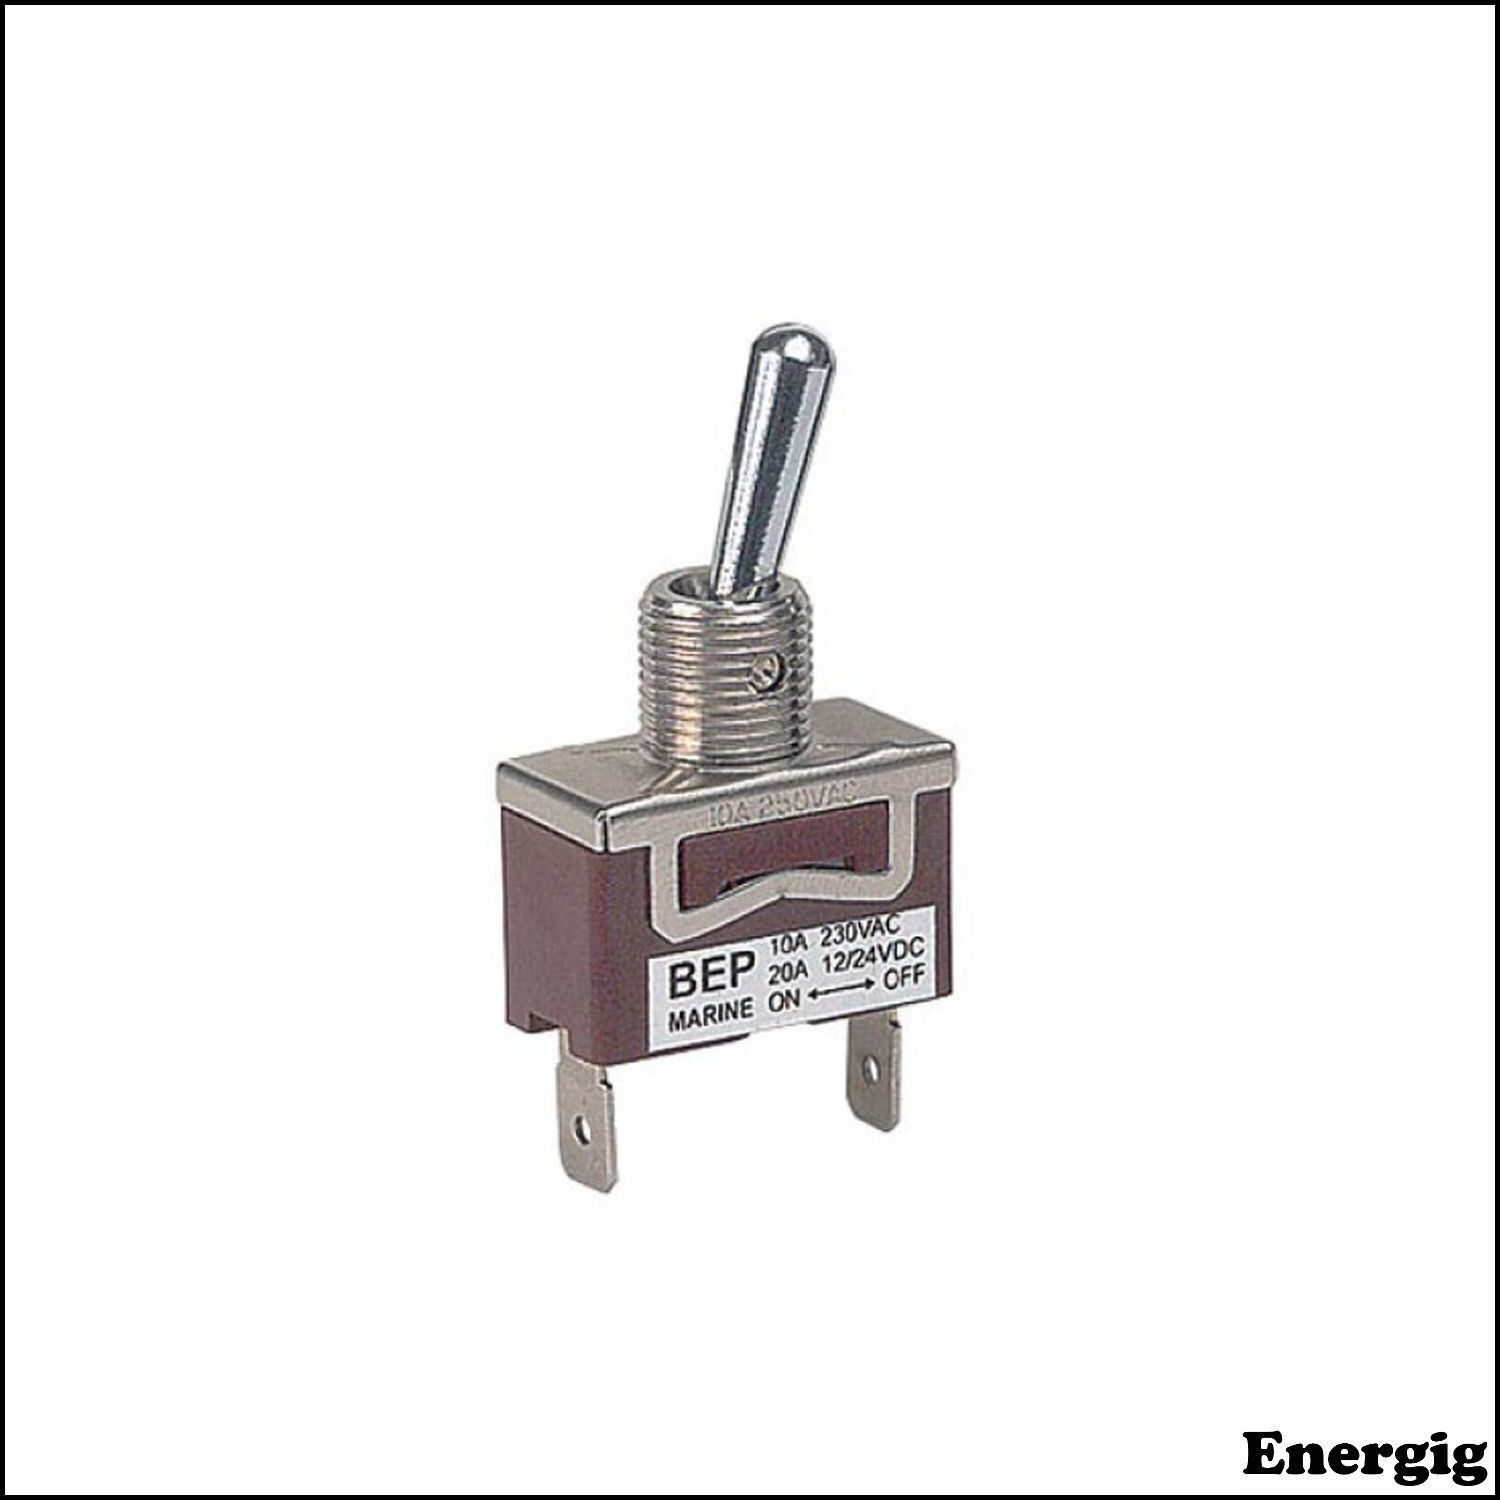 10A 250VAC
BEP 10A 230VAC
20A 12/24VDC
MARINE ON ↔ OFF
Energig